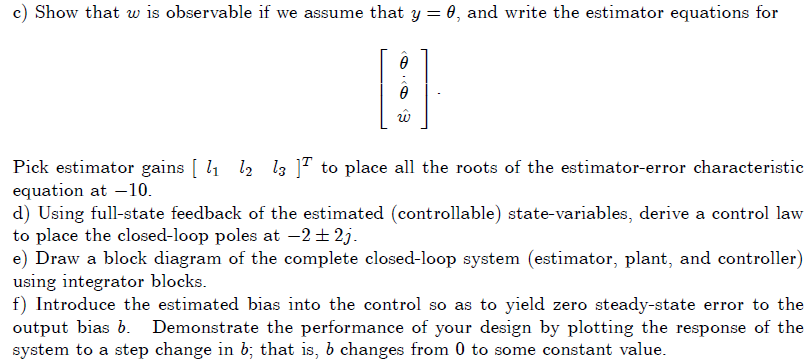 c) Show that w is observable if we assume that y = θ, and write the estimator equations for
[ θ̂
θ̂̇
ŵ ] .
Pick estimator gains [ l₁ l₂ l₃ ]ᵀ to place all the roots of the estimator-error characteristic
equation at −10.
d) Using full-state feedback of the estimated (controllable) state-variables, derive a control law
to place the closed-loop poles at −2 ± 2j.
e) Draw a block diagram of the complete closed-loop system (estimator, plant, and controller)
using integrator blocks.
f) Introduce the estimated bias into the control so as to yield zero steady-state error to the
output bias b. Demonstrate the performance of your design by plotting the response of the
system to a step change in b; that is, b changes from 0 to some constant value.